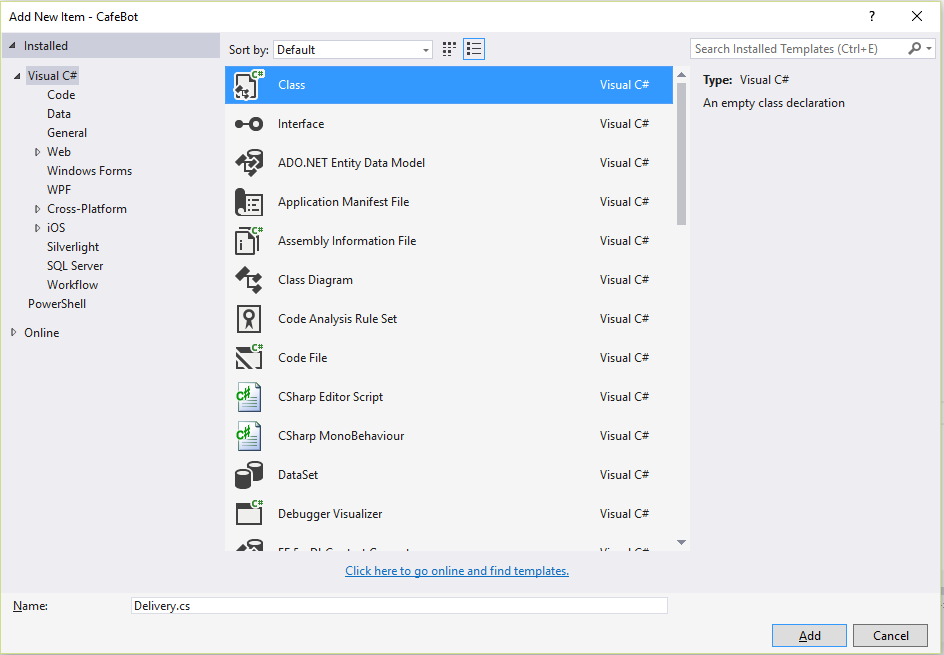 Add New Item - CafeBot
?
Installed
Sort by: Default
Search Installed Templates (Ctrl+E)
Visual C#
Code
Data
General
Web
Windows Forms
WPF
Cross-Platform
iOS
Silverlight
SQL Server
Workflow
PowerShell
Online
Class Visual C#
Interface Visual C#
ADO.NET Entity Data Model Visual C#
Application Manifest File Visual C#
Assembly Information File Visual C#
Class Diagram Visual C#
Code Analysis Rule Set Visual C#
Code File Visual C#
CSharp Editor Script Visual C#
CSharp MonoBehaviour Visual C#
DataSet Visual C#
Debugger Visualizer Visual C#
Type: Visual C#
An empty class declaration
Click here to go online and find templates.
Name: Delivery.cs
Add Cancel